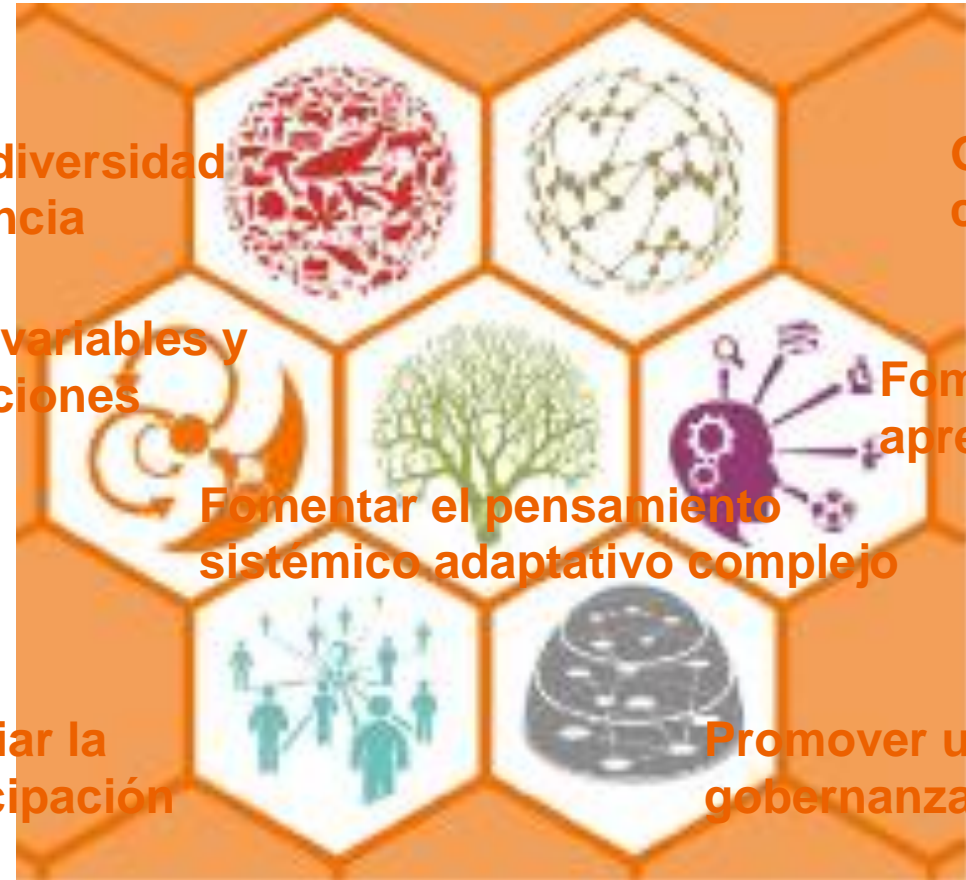 diversidad
ncia
variables y
ciones
Fom
apre
Fomentar el pensamiento
sistémico adaptativo complejo
iar la
cipación
Promover u
gobernanza